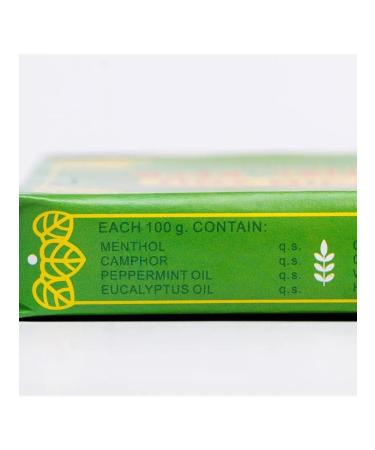 EACH 100 g. CONTAIN:
MENTHOL q.s.
CAMPHOR q.s.
PEPPERMINT OIL q.s.
EUCALYPTUS OIL q.s.